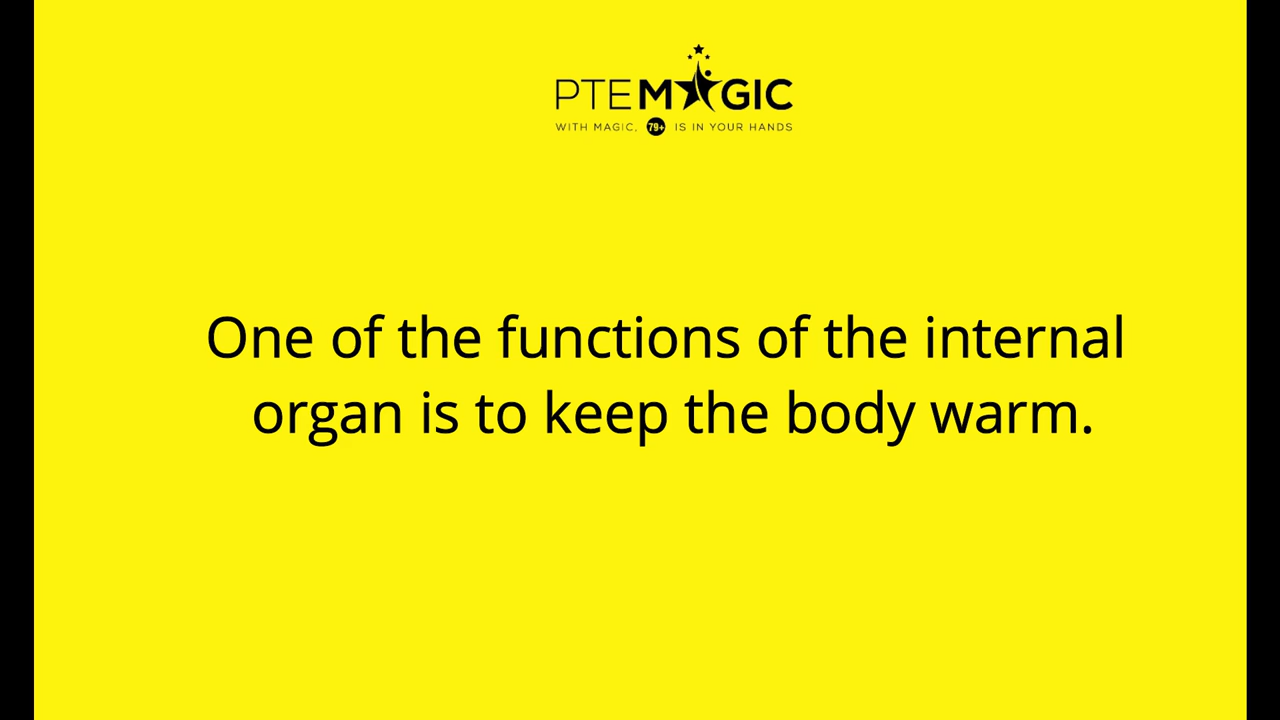 PTEMAGIC
WITH MAGIC, 79+ IS IN YOUR HANDS
One of the functions of the internal
organ is to keep the body warm.